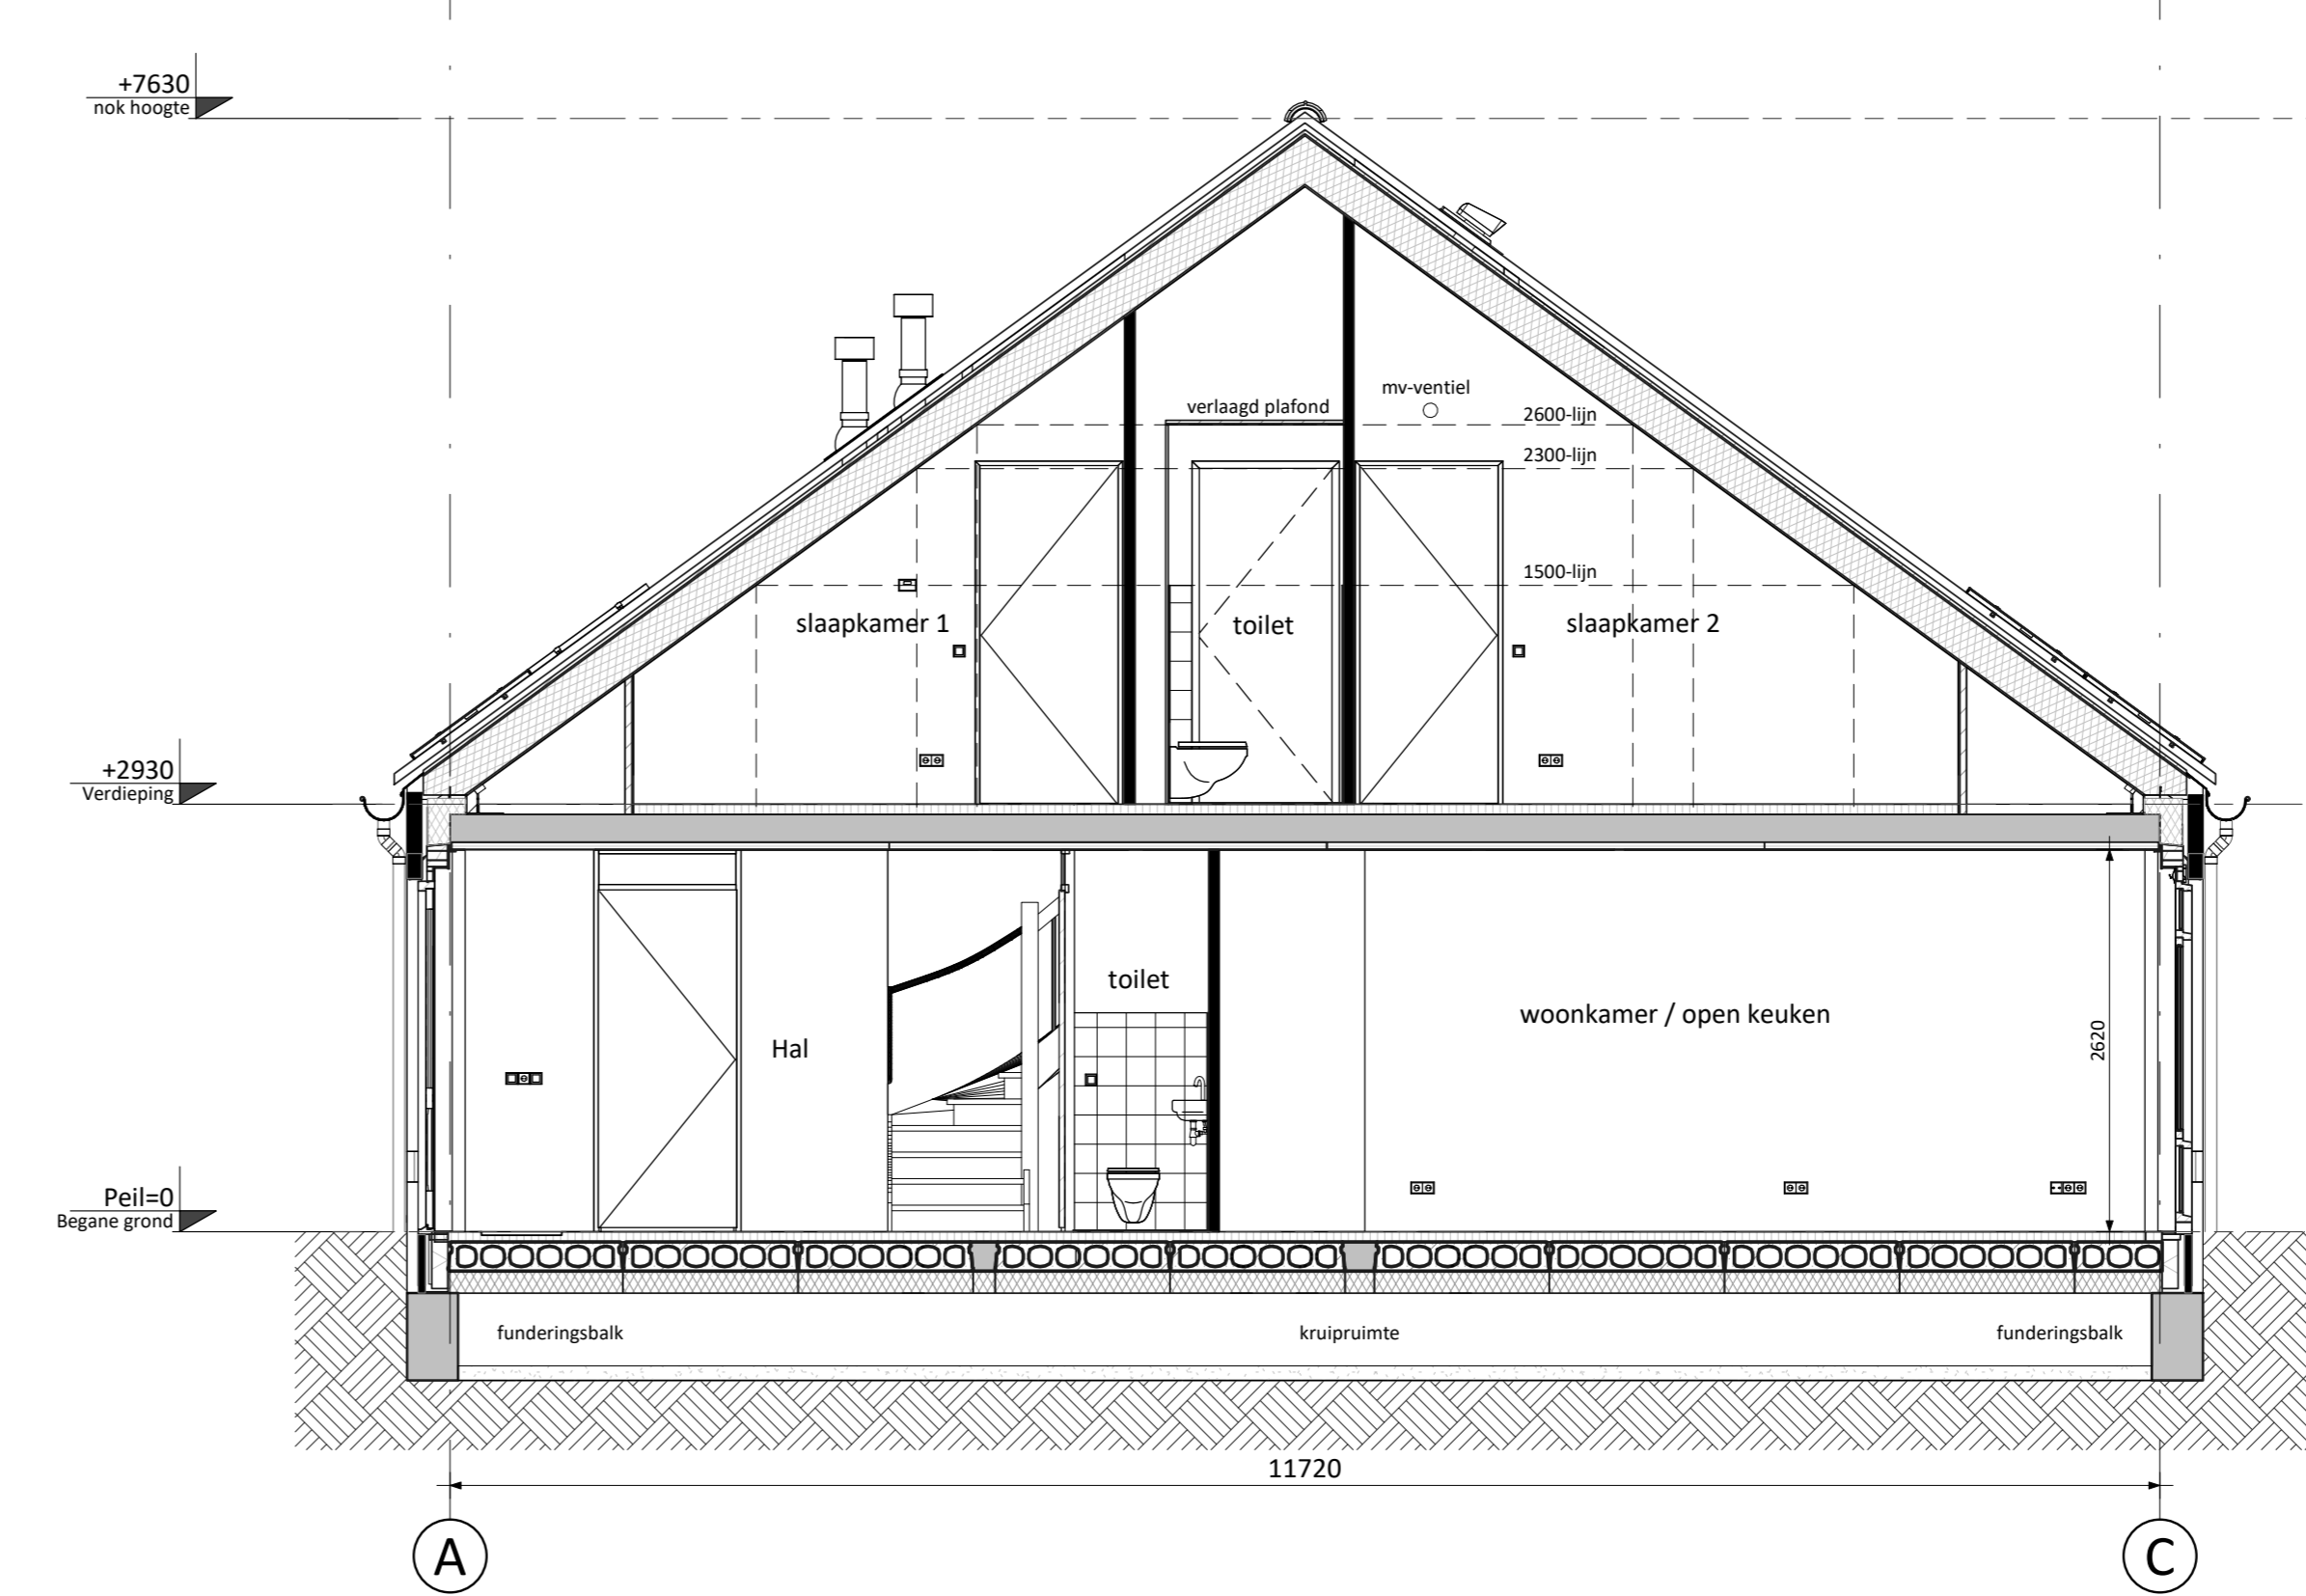 +7630
nok hoogte
mv-ventiel
verlaagd plafond
2600-lijn
2300-lijn
1500-lijn
slaapkamer 1
toilet
slaapkamer 2
+2930
Verdieping
toilet
woonkamer / open keuken
Hal
2620
Peil=0
Begane grond
funderingsbalk
kruipruimte
funderingsbalk
11720
A
C